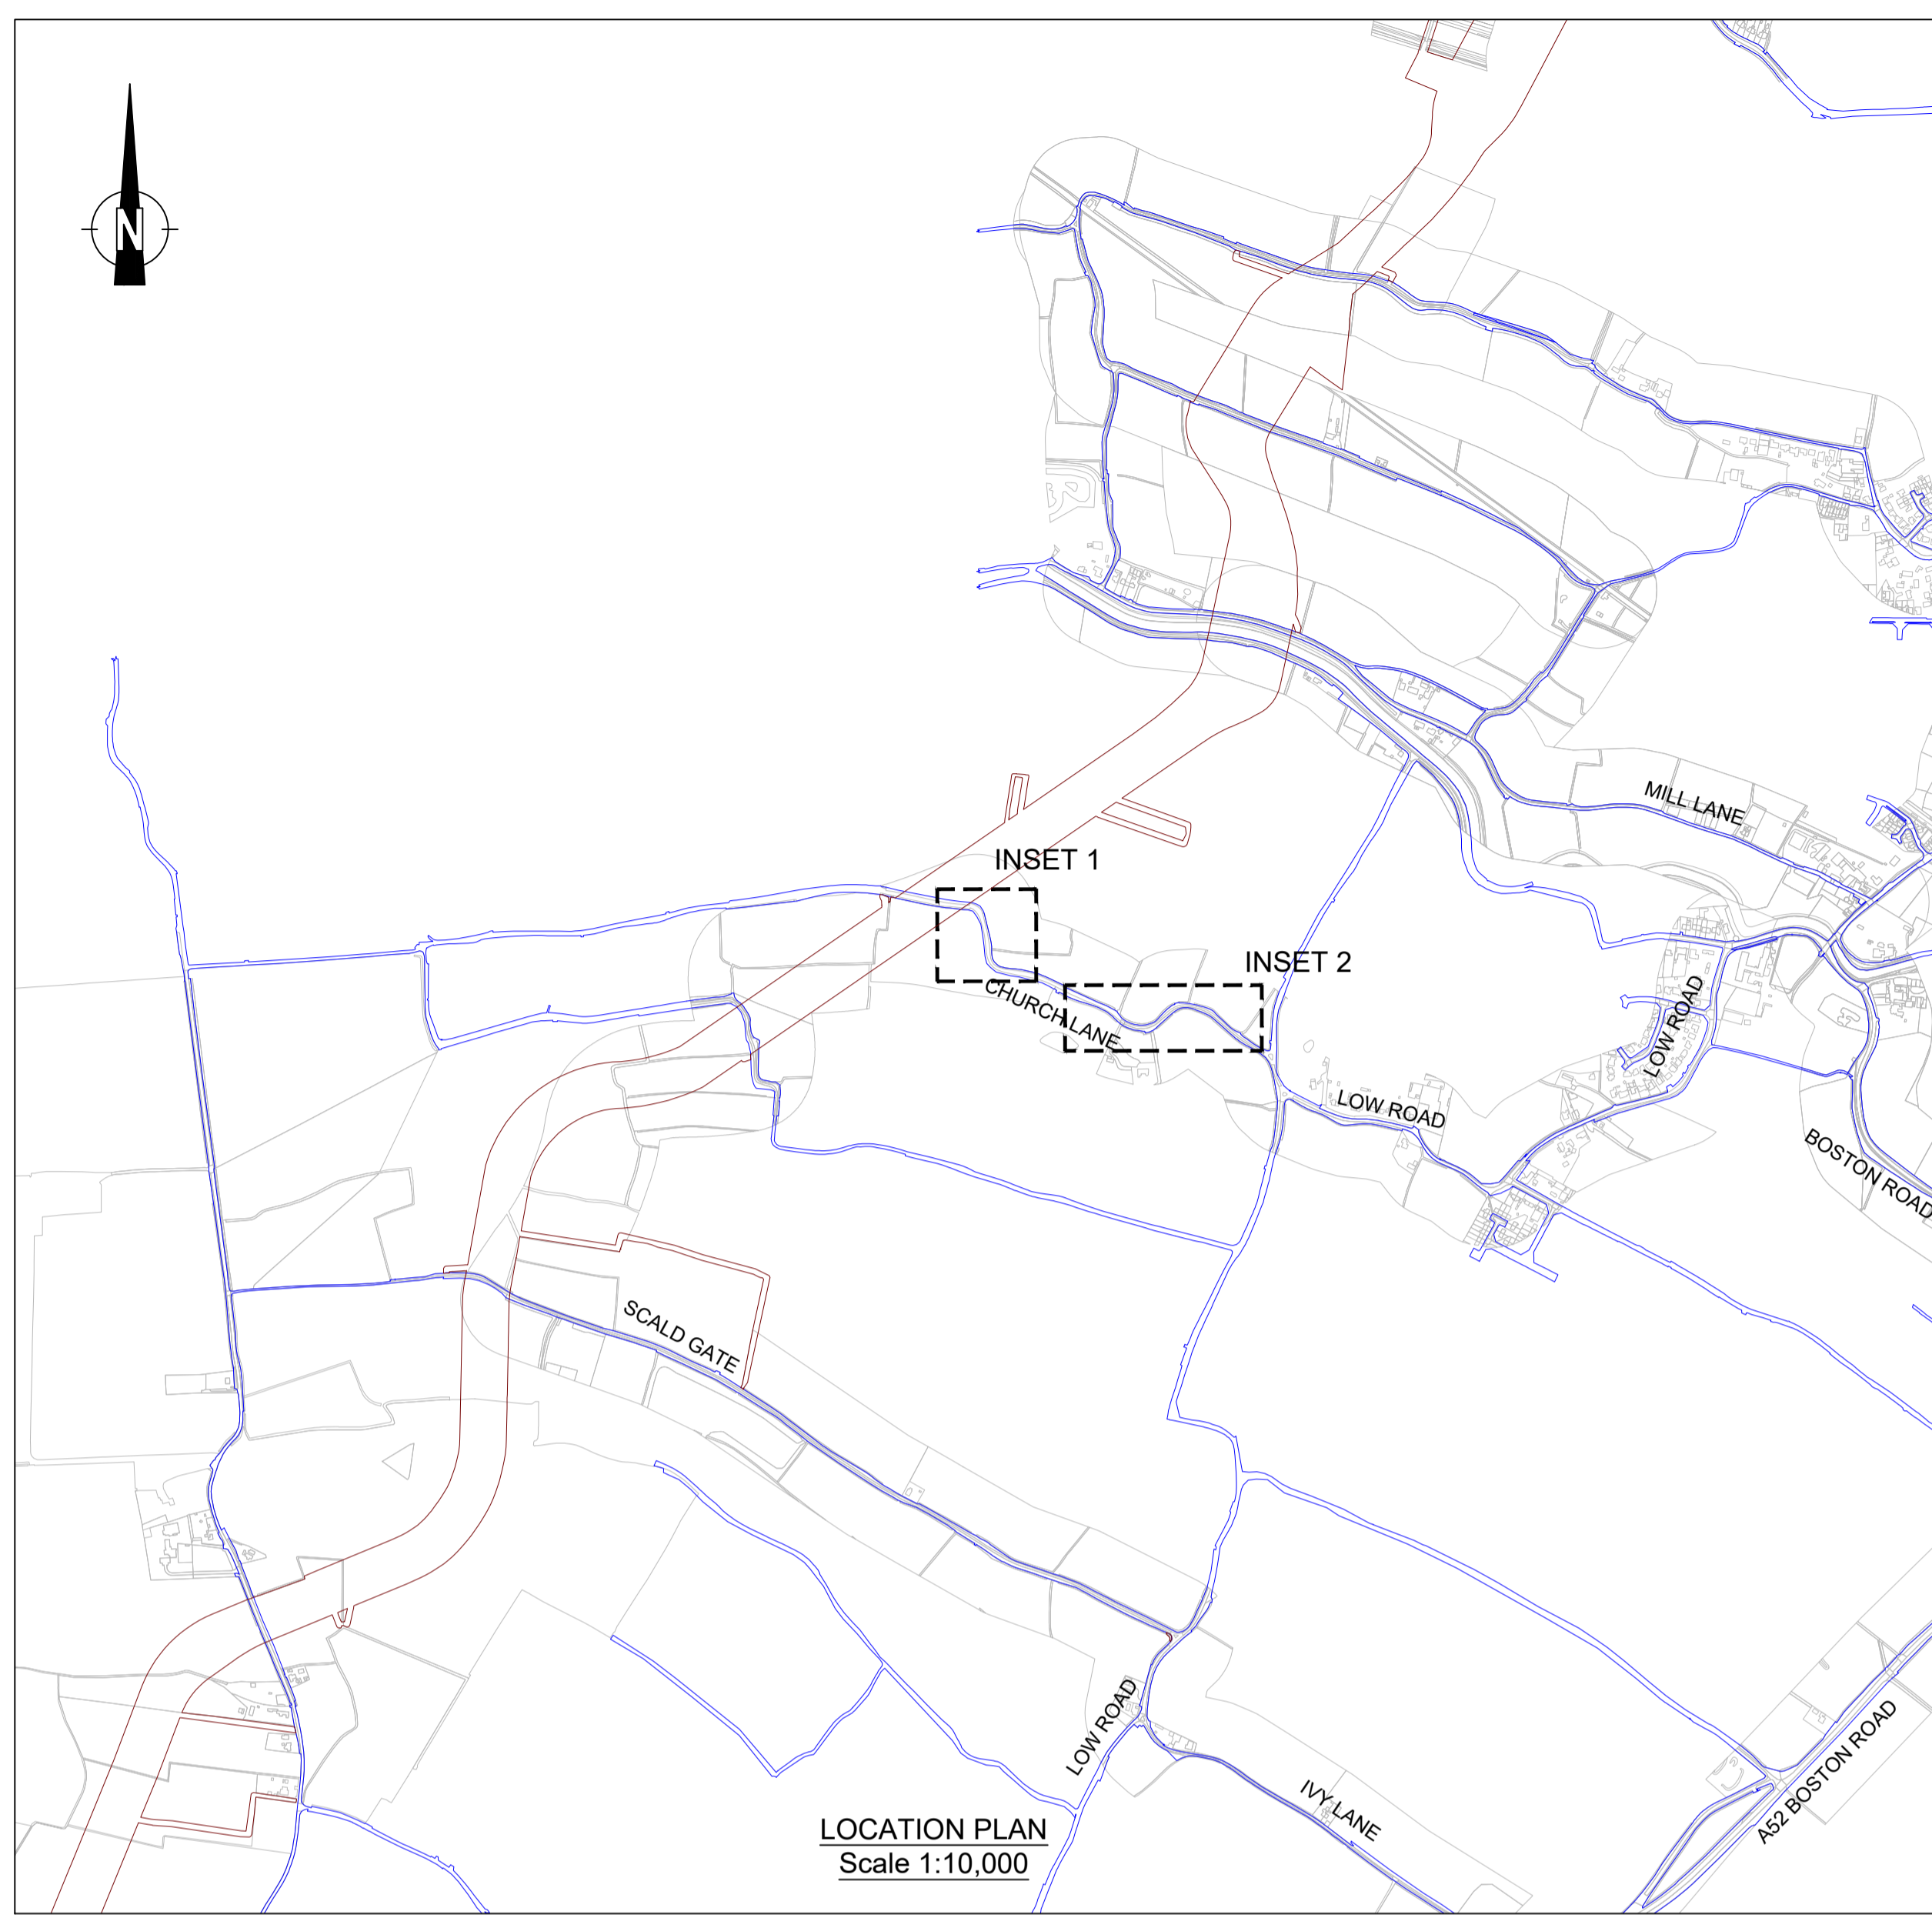 N
MILL LANE
INSET 1
INSET 2
CHURCH LANE
LOW ROAD
LOW ROAD
BOSTON ROAD
SCALD GATE
LOW ROAD
IVY LANE
A52 BOSTON ROAD
LOCATION PLAN
Scale 1:10,000